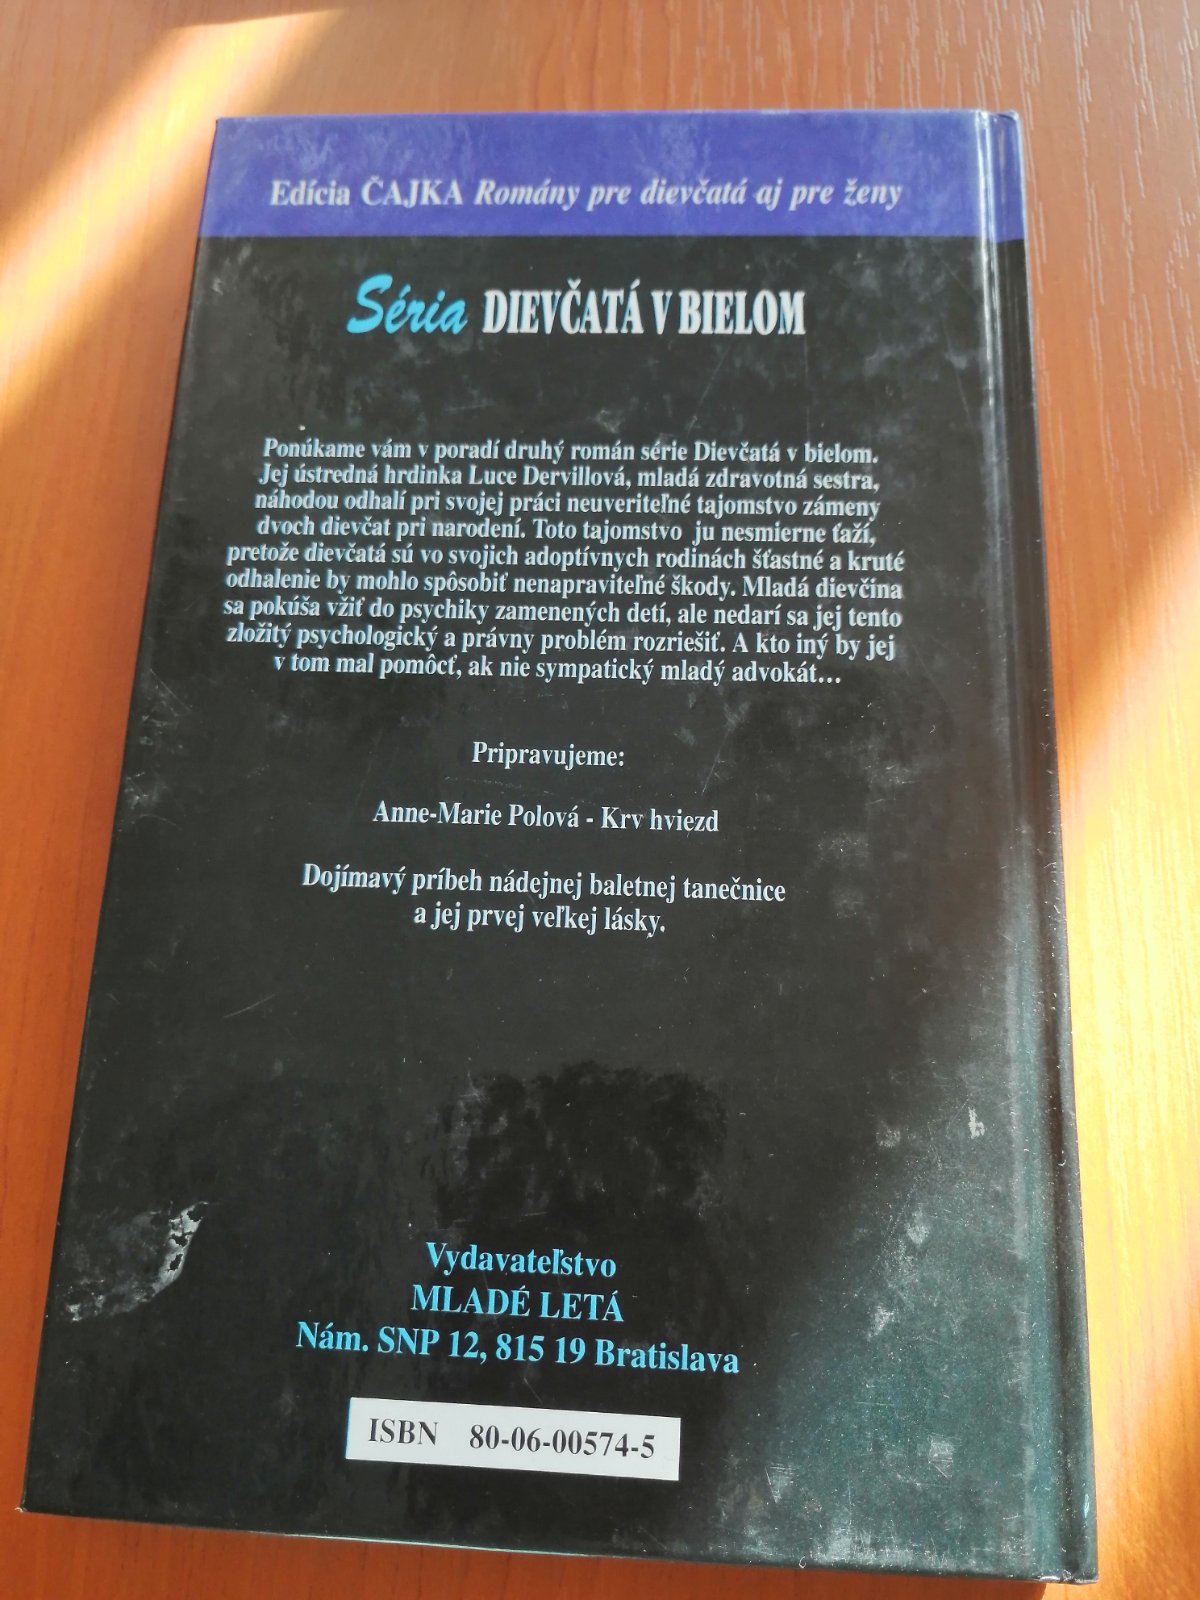 Edícia ČAJKA Romány pre dievčatá aj pre ženy
Séria DIEVČATÁ V BIELOM
Ponúkame vám v poradí druhý román série Dievčatá v bielom.
Jej ústredná hrdinka Luce Dervillová, mladá zdravotná sestra,
náhodou odhalí pri svojej práci neuveriteľné tajomstvo zámeny
dvoch dievčat pri narodení. Toto tajomstvo ju nesmierne ťaží,
pretože dievčatá sú vo svojich adoptívnych rodinách šťastné a kruté
odhalenie by mohlo spôsobiť nenapraviteľné škody. Mladá dievčina
sa pokúša vžiť do psychiky zamenených detí, ale nedarí sa jej tento
zložitý psychologický a právny problém rozriešiť. A kto iný by jej
v tom mal pomôcť, ak nie sympatický mladý advokát...
Pripravujeme:
Anne-Marie Polová - Krv hviezd
Dojímavý príbeh nádejnej baletnej tanečnice
a jej prvej veľkej lásky.
Vydavateľstvo
MLADÉ LETÁ
Nám. SNP 12, 815 19 Bratislava
ISBN 80-06-00574-5